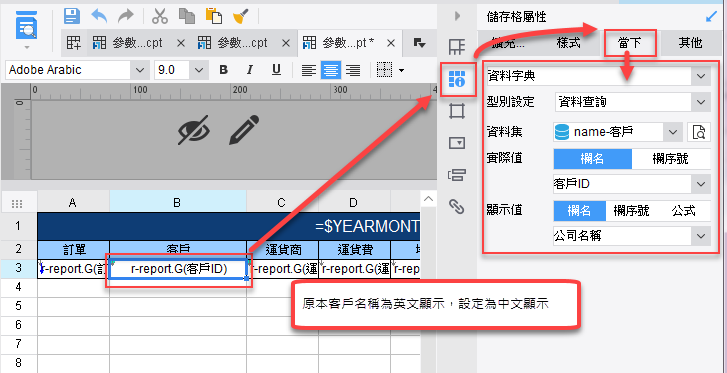 儲存格屬性
參數...cpt
參數...cpt
參數...pt *
擴充...
樣式
當下
其他
Adobe Arabic
9.0
B
I
U
資料字典
型別設定
資料查詢
資料集
name-客戶
實際值
欄名
欄序號
客戶ID
顯示值
欄名
欄序號
公式
公司名稱
0
100
200
300
4
A
B
C
D
1
=$YEARMONT
2
訂單
客戶
運貨商
運貨費
3
r-report.G(訂
r-report.G(客戶ID)
r-report.G(運
r-report.G(運
r-repo
4
5
6
7
8
原本客戶名稱為英文顯示，設定為中文顯示